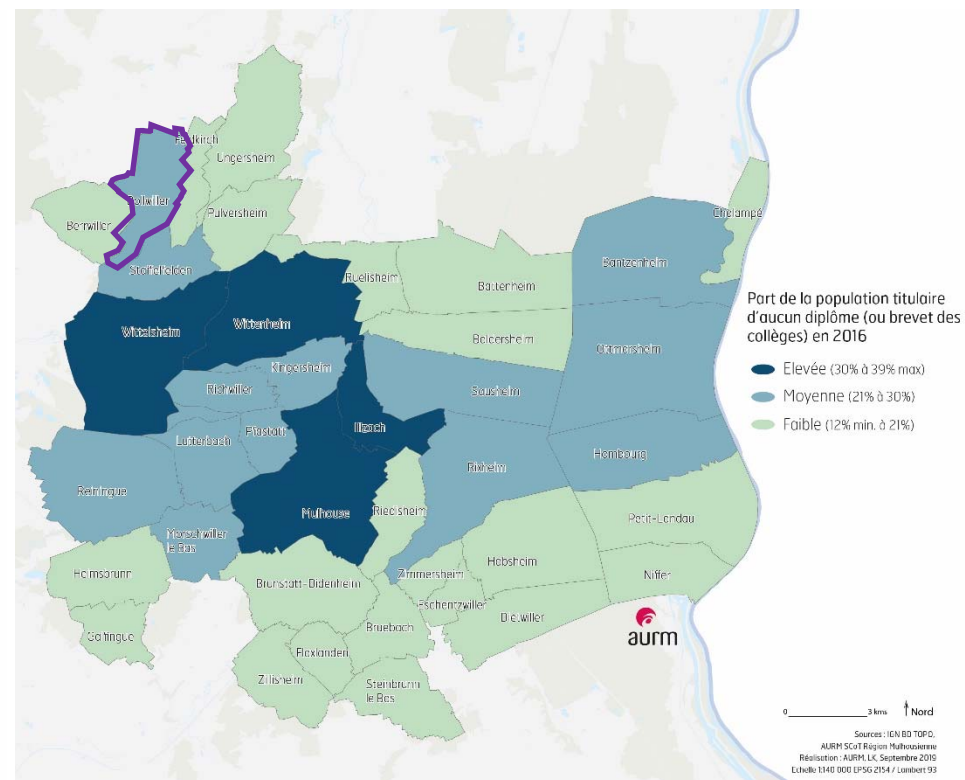 Feldkirch
Ungersheim
Bollwiller
Berrwiller
Pulversheim
Chalampé
Staffelfelden
Ruelisheim
Battenheim
Bantzenheim
Wittelsheim
Wittenheim
Baldersheim
Ottmarsheim
Kingersheim
Richwiller
Sausheim
Illzach
Pfastatt
Lutterbach
Hombourg
Rixheim
Reiningue
Mulhouse
Riedisheim
Petit-Landau
Morschwiller
le Bas
Habsheim
Heimsbrunn
Zimmersheim
Niffer
Brunstatt-Didenheim
Eschentzwiller
Dietwiller
Galfingue
Bruebach
Flaxlanden
Zillisheim
Steinbrunn
le Bas
Part de la population titulaire
d'aucun diplôme (ou brevet des
collèges) en 2016
Elevée (30% à 39% max)
Moyenne (21% à 30%)
Faible (12% min. à 21%)
aurm
0 3 kms Nord
Sources : IGN BD TOPO,
AURM SCoT Région Mulhousienne
Réalisation : AURM, LK, Septembre 2019
Echelle 1:140 000 EPSG 2154 / Lambert 93